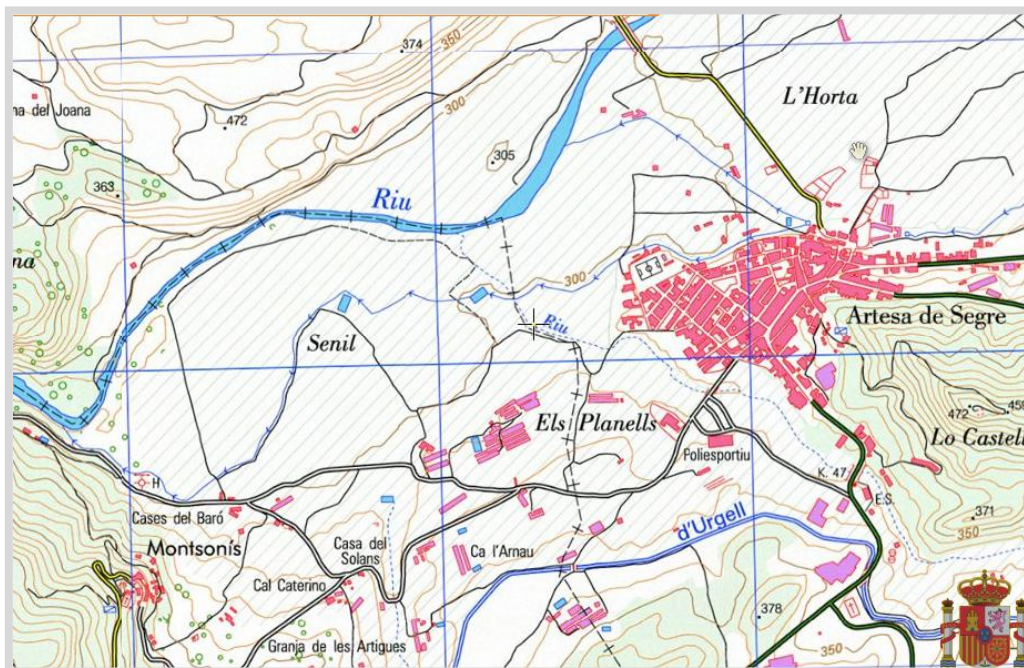 374
350
L'Horta
na del Joana
472
300
305
363
Riu
na
300
Riu
Artesa de Segre
Senil
472
Els Planells
Lo Castell
Poliesportiu
K. 47
H
E.S.
Cases del Baró
371
d'Urgell
350
Montsonís
Casa del
Solans
Ca l'Arnau
Cal Caterino
378
Granja de les Artigues
350